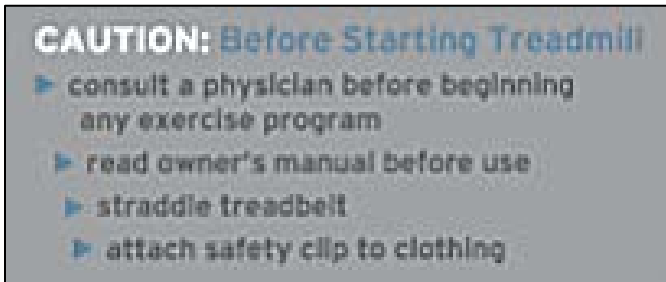 CAUTION: Before Starting Treadmill
consult a physician before beginning
any exercise program
read owner's manual before use
straddle treadbelt
attach safety clip to clothing